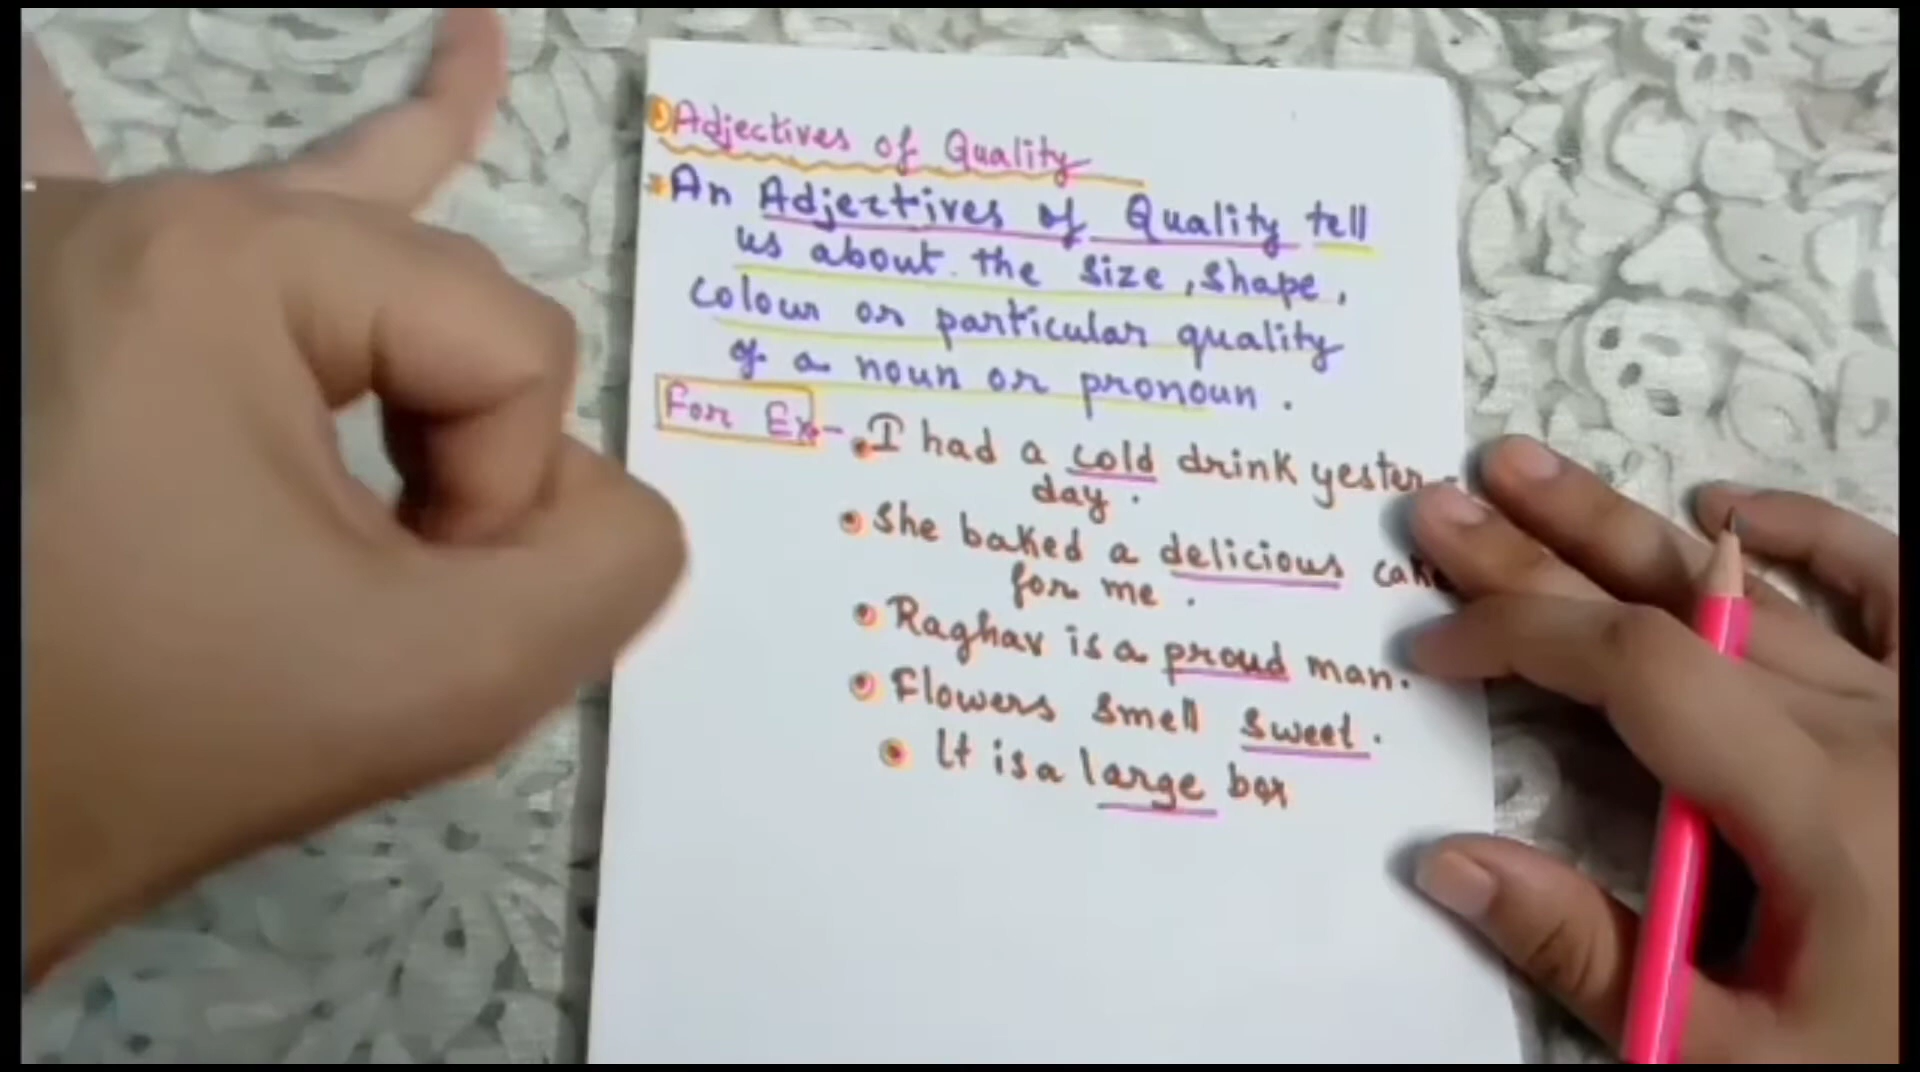 Adjectives of Quality
An Adjectives of Quality tell
us about the size, shape,
colour or particular quality
of a noun or pronoun.
For Ex - I had a cold drink yester-
day.
She baked a delicious cake
for me.
Raghav is a proud man.
Flowers smell sweet.
It is a large box